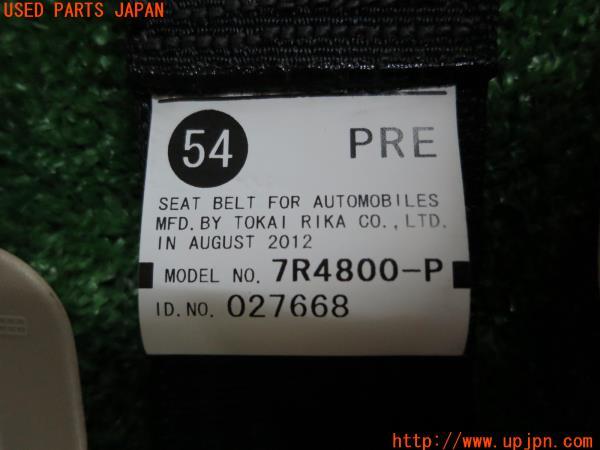 USED PARTS JAPAN
54 PRE
SEAT BELT FOR AUTOMOBILES
MFD. BY TOKAI RIKA CO., LTD.
IN AUGUST 2012
MODEL NO. 7R4800-P
ID. NO. 027668
http://www.upjpn.com/